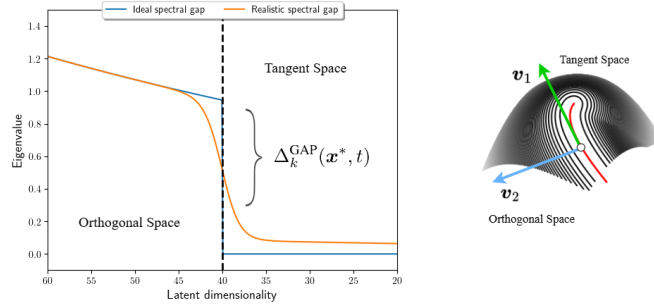 Ideal spectral gap Realistic spectral gap
1.4
1.2
1.0
0.8
0.6
0.4
0.2
0.0
Eigenvalue
Tangent Space
Δ_k^GAP(x*, t)
Orthogonal Space
60 55 50 45 40 35 30 25 20
Latent dimensionality
Tangent Space
v₁
v₂
Orthogonal Space